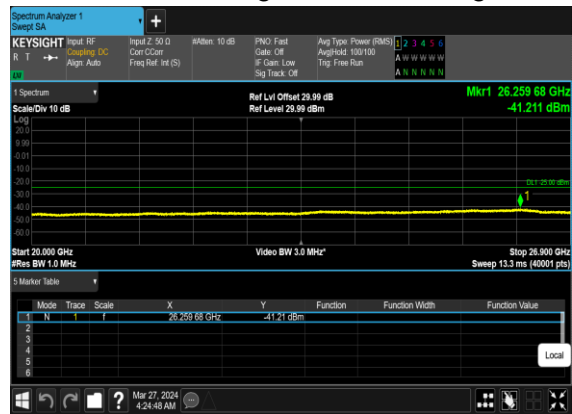 Spectrum Analyzer 1
Swept SA
+
KEYSIGHT Input: RF Input Z: 50 Ω #Atten: 10 dB PNO: Fast Avg Type: Power (RMS) 1 2 3 4 5 6
R T Coupling: DC Corr CCorr Gate: Off Avg|Hold: 100/100 A W W W W W
Align: Auto Freq Ref: Int (S) IF Gain: Low Trig: Free Run
Sig Track: Off A N N N N N
1 Spectrum
Ref Lvl Offset 29.99 dB Mkr1 26.259 68 GHz
Scale/Div 10 dB Ref Level 29.99 dBm -41.211 dBm
Log
20.0
9.99
-0.01
-10.0
-20.0 DL1 -25.00 dBm
-30.0 1
-40.0
-50.0
-60.0
Start 20.000 GHz Video BW 3.0 MHz* Stop 26.900 GHz
#Res BW 1.0 MHz Sweep 13.3 ms (40001 pts)
5 Marker Table
Mode Trace Scale X Y Function Function Width Function Value
1 N 1 f 26.259 68 GHz -41.21 dBm
2
3
4
5
6
Local
? Mar 27, 2024
4:24:48 AM